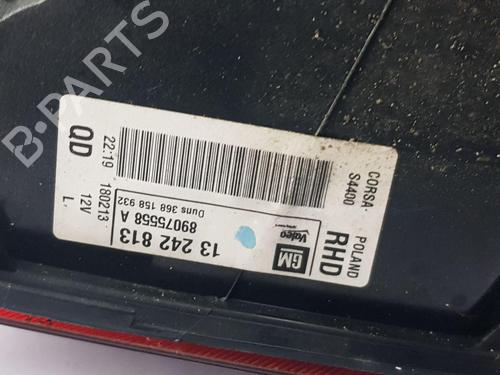 B-PARTS
CORSA-
S4400
POLAND
RHD
GM
Valeo
22:19
QD
180213
12V
L
Duns 368 158 932
89075558 A
13 242 813